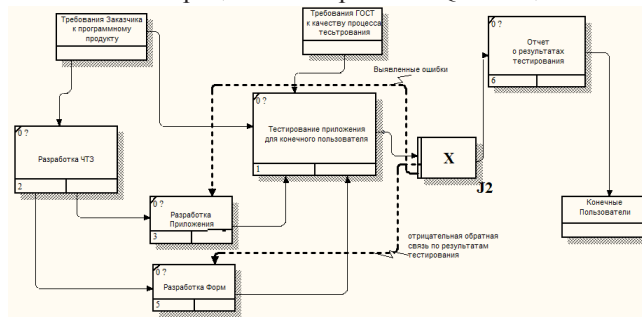 Требования Заказчика
к программному
продукту
Требования ГОСТ
к качеству процесса
тесьтрования
0 ?
Отчет
о результатах
тестирования
6
Выявленные ошибки
0 ?
Тестирование приложения
для конечного пользователя
1
0 ?
Разработка ЧТЗ
2
X
J2
0 ?
Разработка
Приложения
3
Конечные
Пользователи
отрицательная обратная
связь по результатам
тестирования
0 ?
Разработка Форм
5